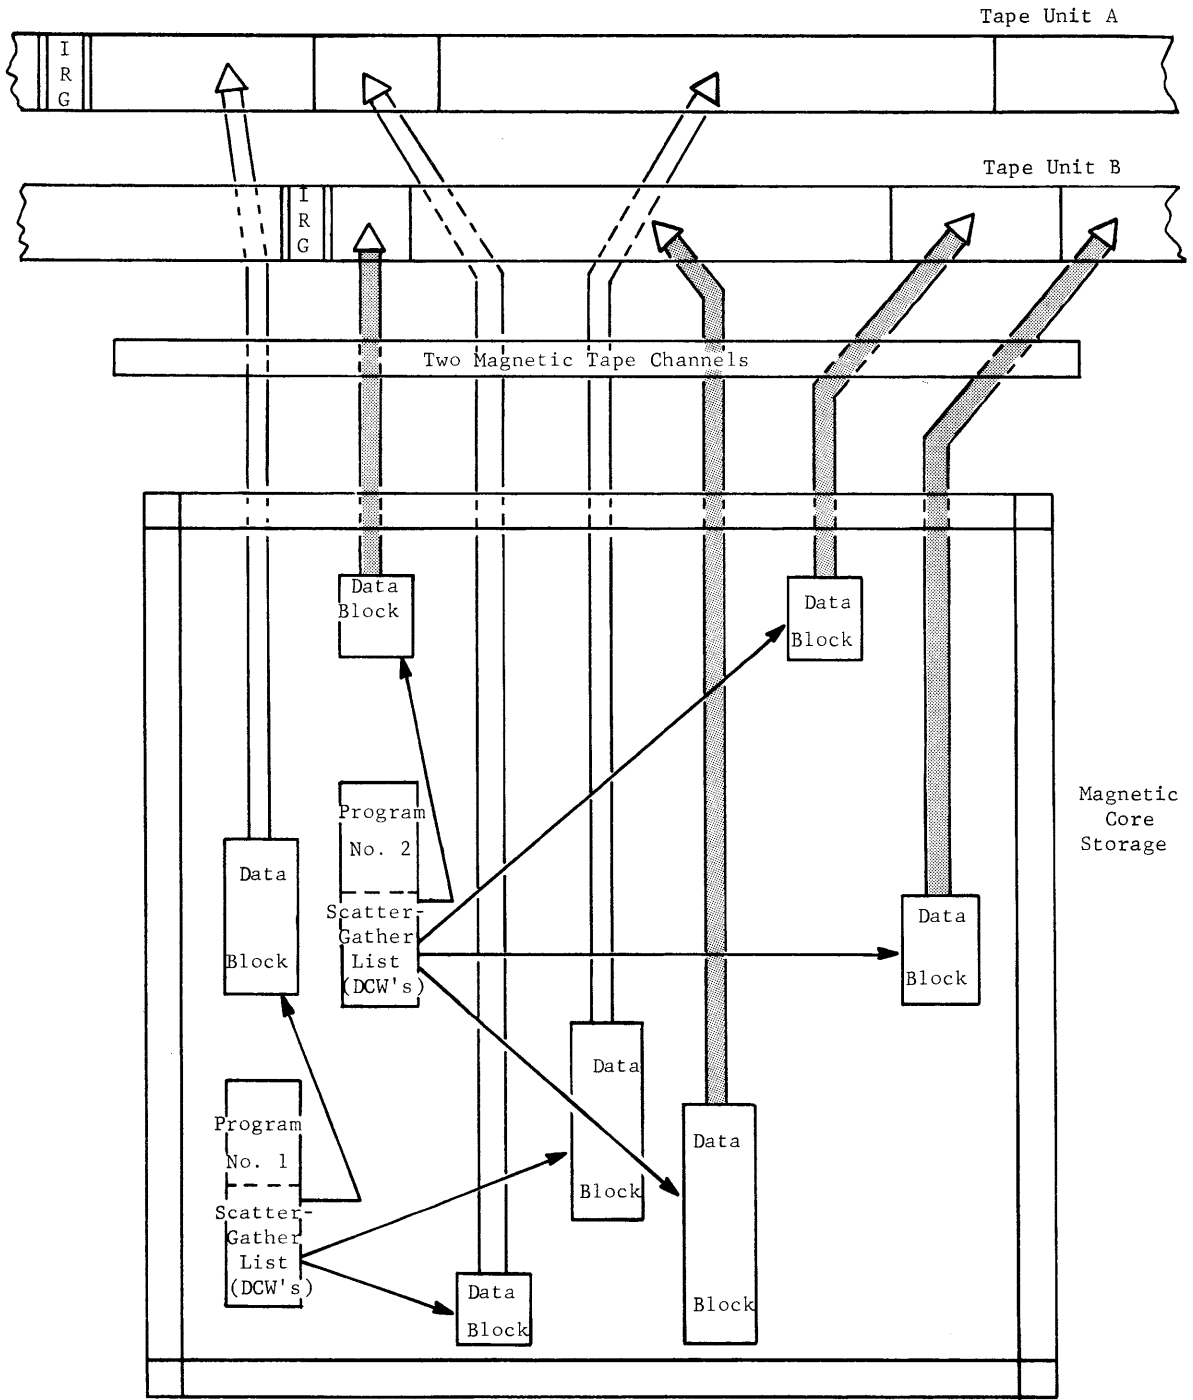 Tape Unit A
I
R
G
Tape Unit B
I
R
G
Two Magnetic Tape Channels
Data
Block
Data
Block
Magnetic
Core
Storage
Program
No. 2
Scatter-
Gather
List
(DCW's)
Data
Block
Data
Block
Data
Block
Program
No. 1
Scatter-
Gather
List
(DCW's)
Data
Block
Data
Block